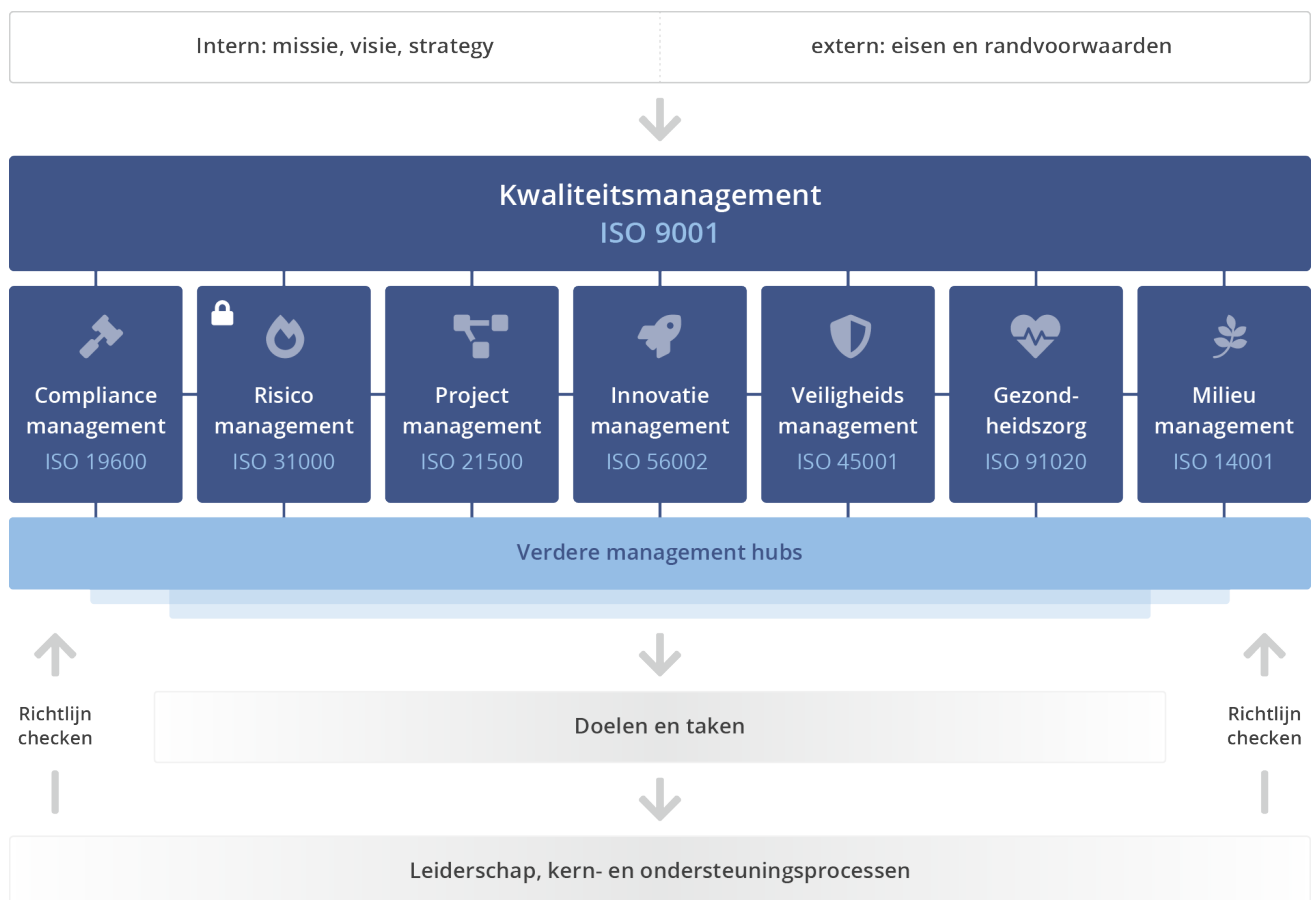 Intern: missie, visie, strategy
extern: eisen en randvoorwaarden
Kwaliteitsmanagement
ISO 9001
Compliance
management
ISO 19600
Risico
management
ISO 31000
Project
management
ISO 21500
Innovatie
management
ISO 56002
Veiligheids
management
ISO 45001
Gezond-
heidszorg
ISO 91020
Milieu
management
ISO 14001
Verdere management hubs
Richtlijn
checken
Doelen en taken
Richtlijn
checken
Leiderschap, kern- en ondersteuningsprocessen